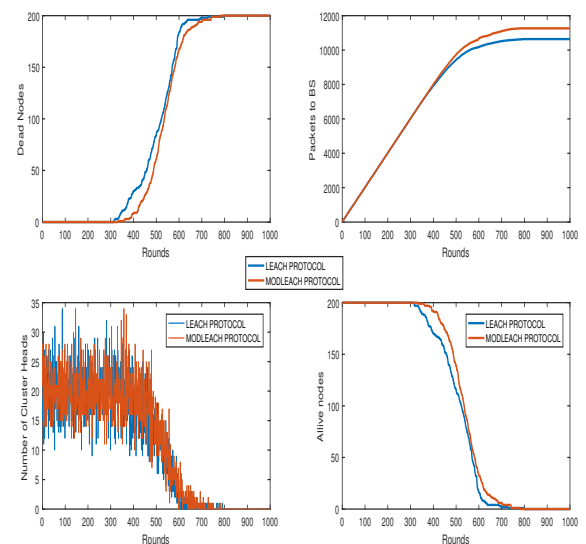 200
150
100
50
0
Dead Nodes
0 100 200 300 400 500 600 700 800 900 1000
Rounds
12000
10000
8000
6000
4000
2000
0
Packets to BS
0 100 200 300 400 500 600 700 800 900 1000
Rounds
LEACH PROTOCOL
MODLEACH PROTOCOL
35
30
25
20
15
10
5
0
Number of Cluster Heads
LEACH PROTOCOL
MODLEACH PROTOCOL
0 100 200 300 400 500 600 700 800 900 1000
Rounds
200
150
100
50
0
Allive nodes
LEACH PROTOCOL
MODLEACH PROTOCOL
0 100 200 300 400 500 600 700 800 900 1000
Rounds